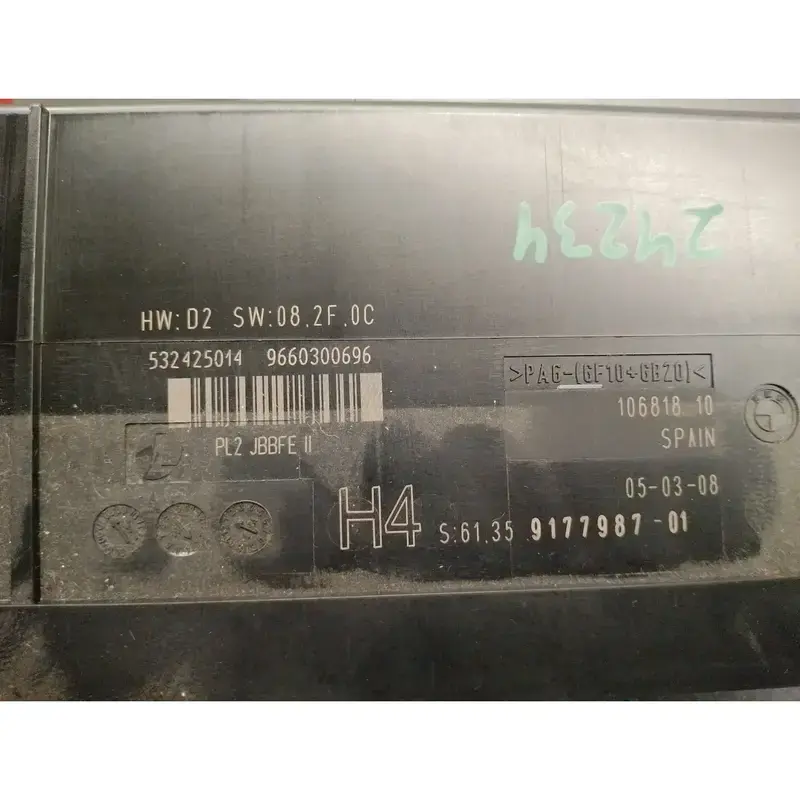 24234
HW:D2 SW:08.2F.0C
532425014 9660300696
>PA6-(GF10+GB20)<
106818 10
SPAIN
PL2 JBBFE II
05-03-08
H4 S:61.35 9177987-01